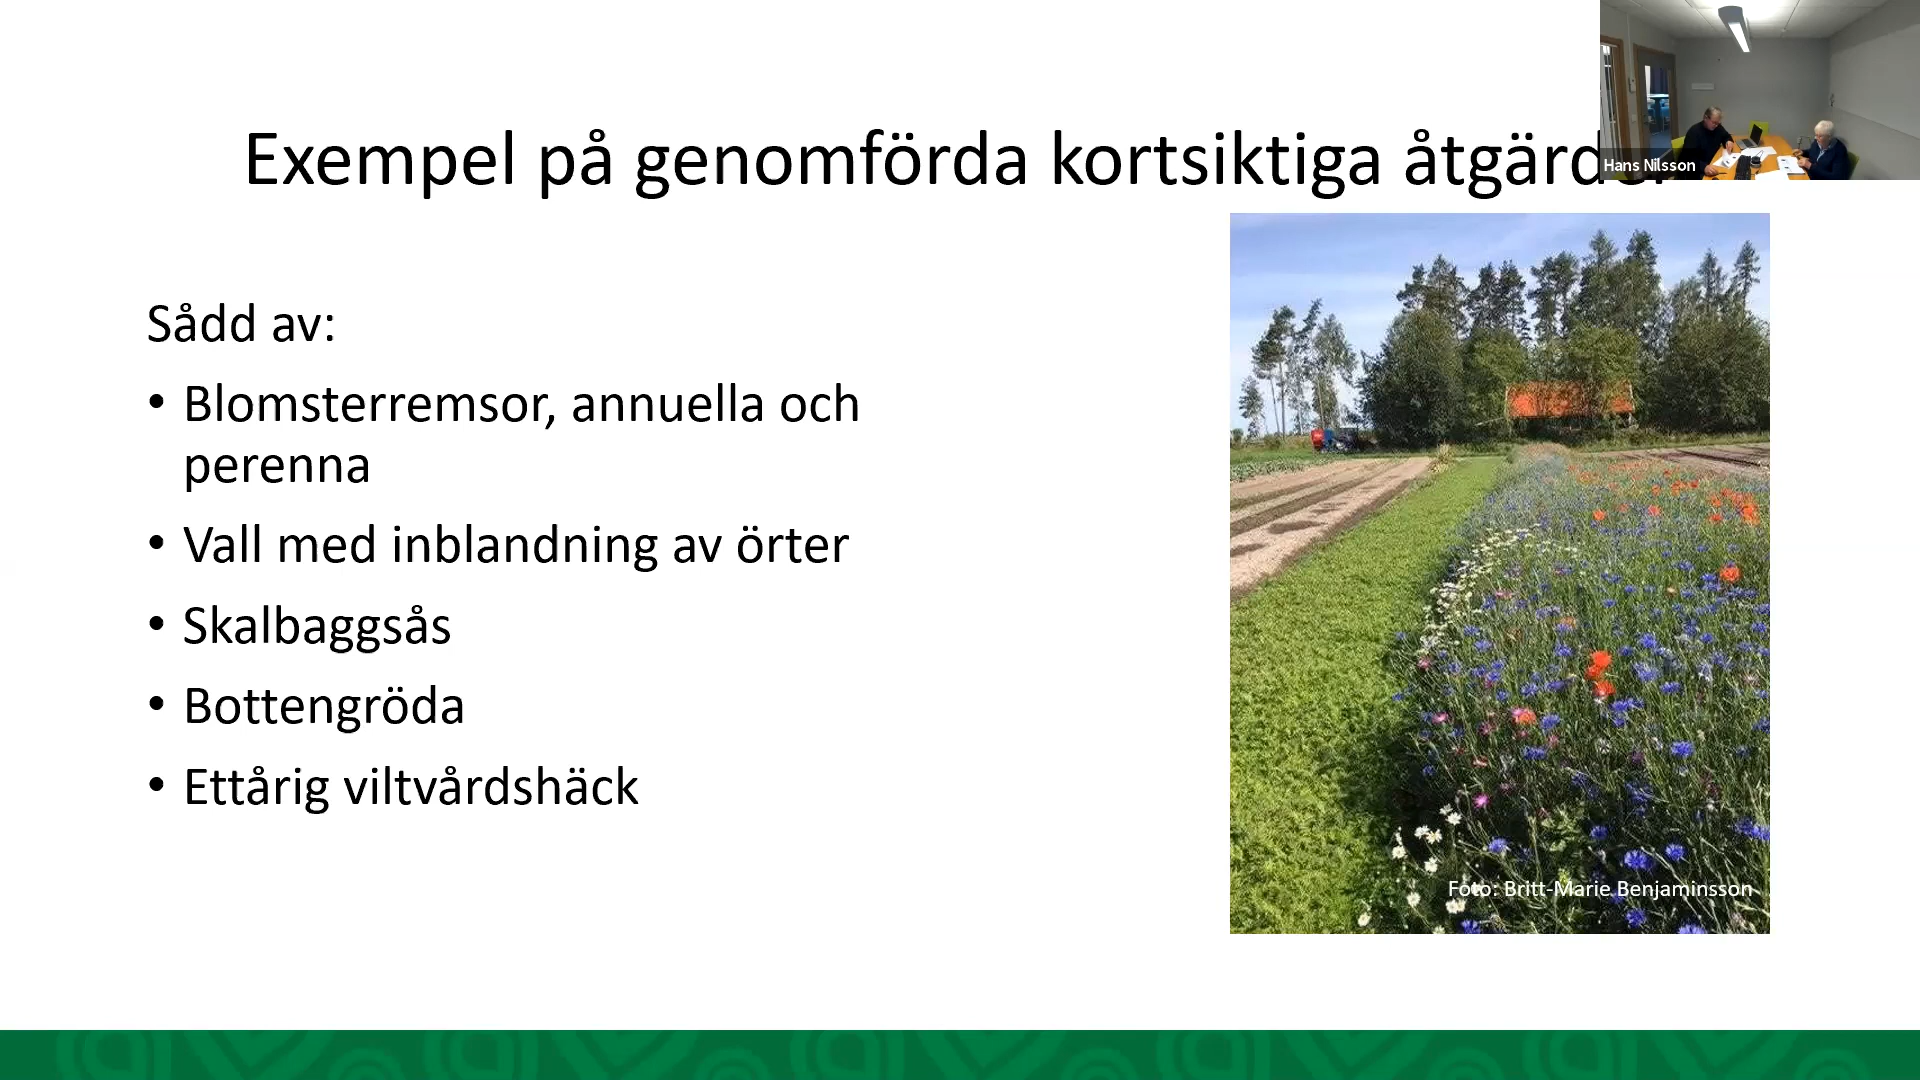 Exempel på genomförda kortsiktiga åtgärder
Hans Nilsson
Sådd av:
• Blomsterremsor, annuella och
perenna
• Vall med inblandning av örter
• Skalbaggsås
• Bottengröda
• Ettårig viltvårdshäck
Foto: Britt-Marie Benjaminsson